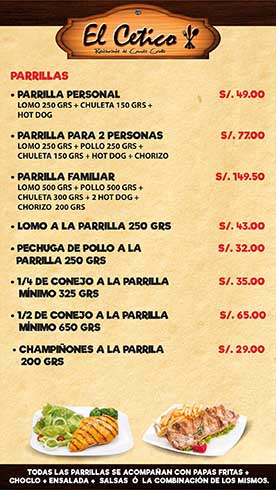 El Cetico
Restaurante de Comida Criolla
PARRILLAS
• PARRILLA PERSONAL S/. 49.00
LOMO 250 GRS + CHULETA 150 GRS +
HOT DOG
• PARRILLA PARA 2 PERSONAS S/. 77.00
LOMO 250 GRS + POLLO 250 GRS +
CHULETA 150 GRS + HOT DOG + CHORIZO
• PARRILLA FAMILIAR S/. 149.50
LOMO 500 GRS + POLLO 500 GRS +
CHULETA 300 GRS + 2 HOT DOG +
CHORIZO 200 GRS
• LOMO A LA PARRILLA 250 GRS S/. 43.00
• PECHUGA DE POLLO A LA S/. 32.00
PARRILLA 250 GRS
• 1/4 DE CONEJO A LA PARRILLA S/. 35.00
MÍNIMO 325 GRS
• 1/2 DE CONEJO A LA PARRILLA S/. 65.00
MÍNIMO 650 GRS
• CHAMPIÑONES A LA PARRILA S/. 29.00
200 GRS
TODAS LAS PARRILLAS SE ACOMPAÑAN CON PAPAS FRITAS +
CHOCLO + ENSALADA + SALSAS Ó LA COMBINACIÓN DE LOS MISMOS.